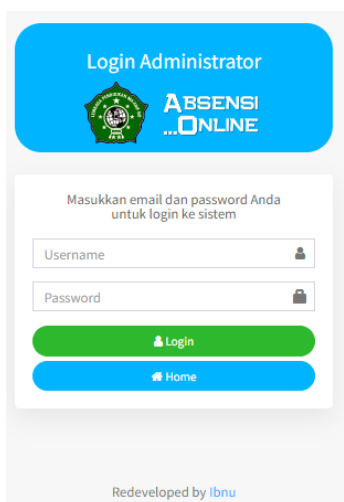 Login Administrator
ABSENSI
...ONLINE
Masukkan email dan password Anda
untuk login ke sistem
Username
Password
Login
Home
Redeveloped by Ibnu